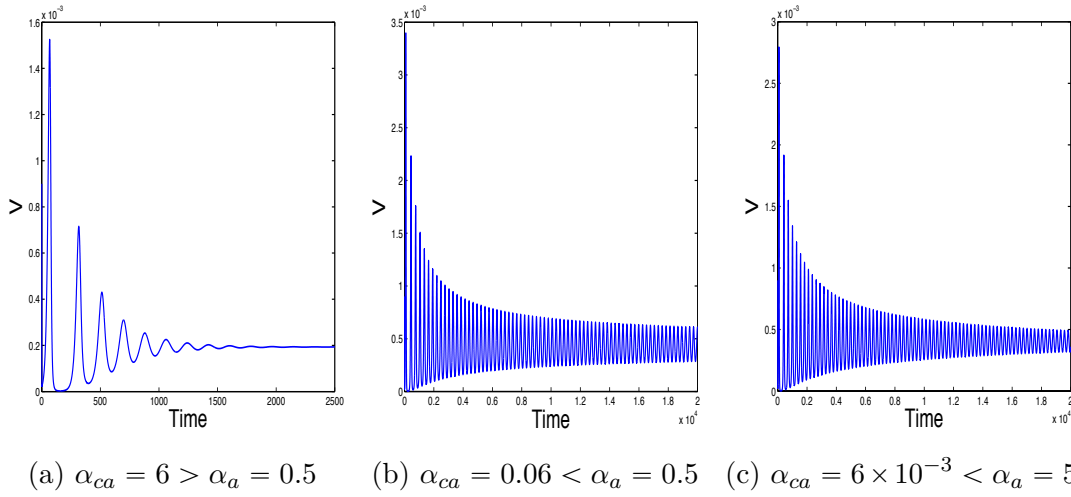 x 10⁻³
1.6
1.4
1.2
1
0.8
0.6
0.4
0.2
0
V
0 500 1000 1500 2000 2500
Time
x 10⁻³
3.5
3
2.5
2
1.5
1
0.5
0
V
0 0.2 0.4 0.6 0.8 1 1.2 1.4 1.6 1.8 2
x 10⁴
Time
x 10⁻³
3
2.5
2
1.5
1
0.5
0
V
0 0.2 0.4 0.6 0.8 1 1.2 1.4 1.6 1.8 2
x 10⁴
Time
(a) α_ca = 6 > α_a = 0.5
(b) α_ca = 0.06 < α_a = 0.5
(c) α_ca = 6 × 10⁻³ < α_a = 5